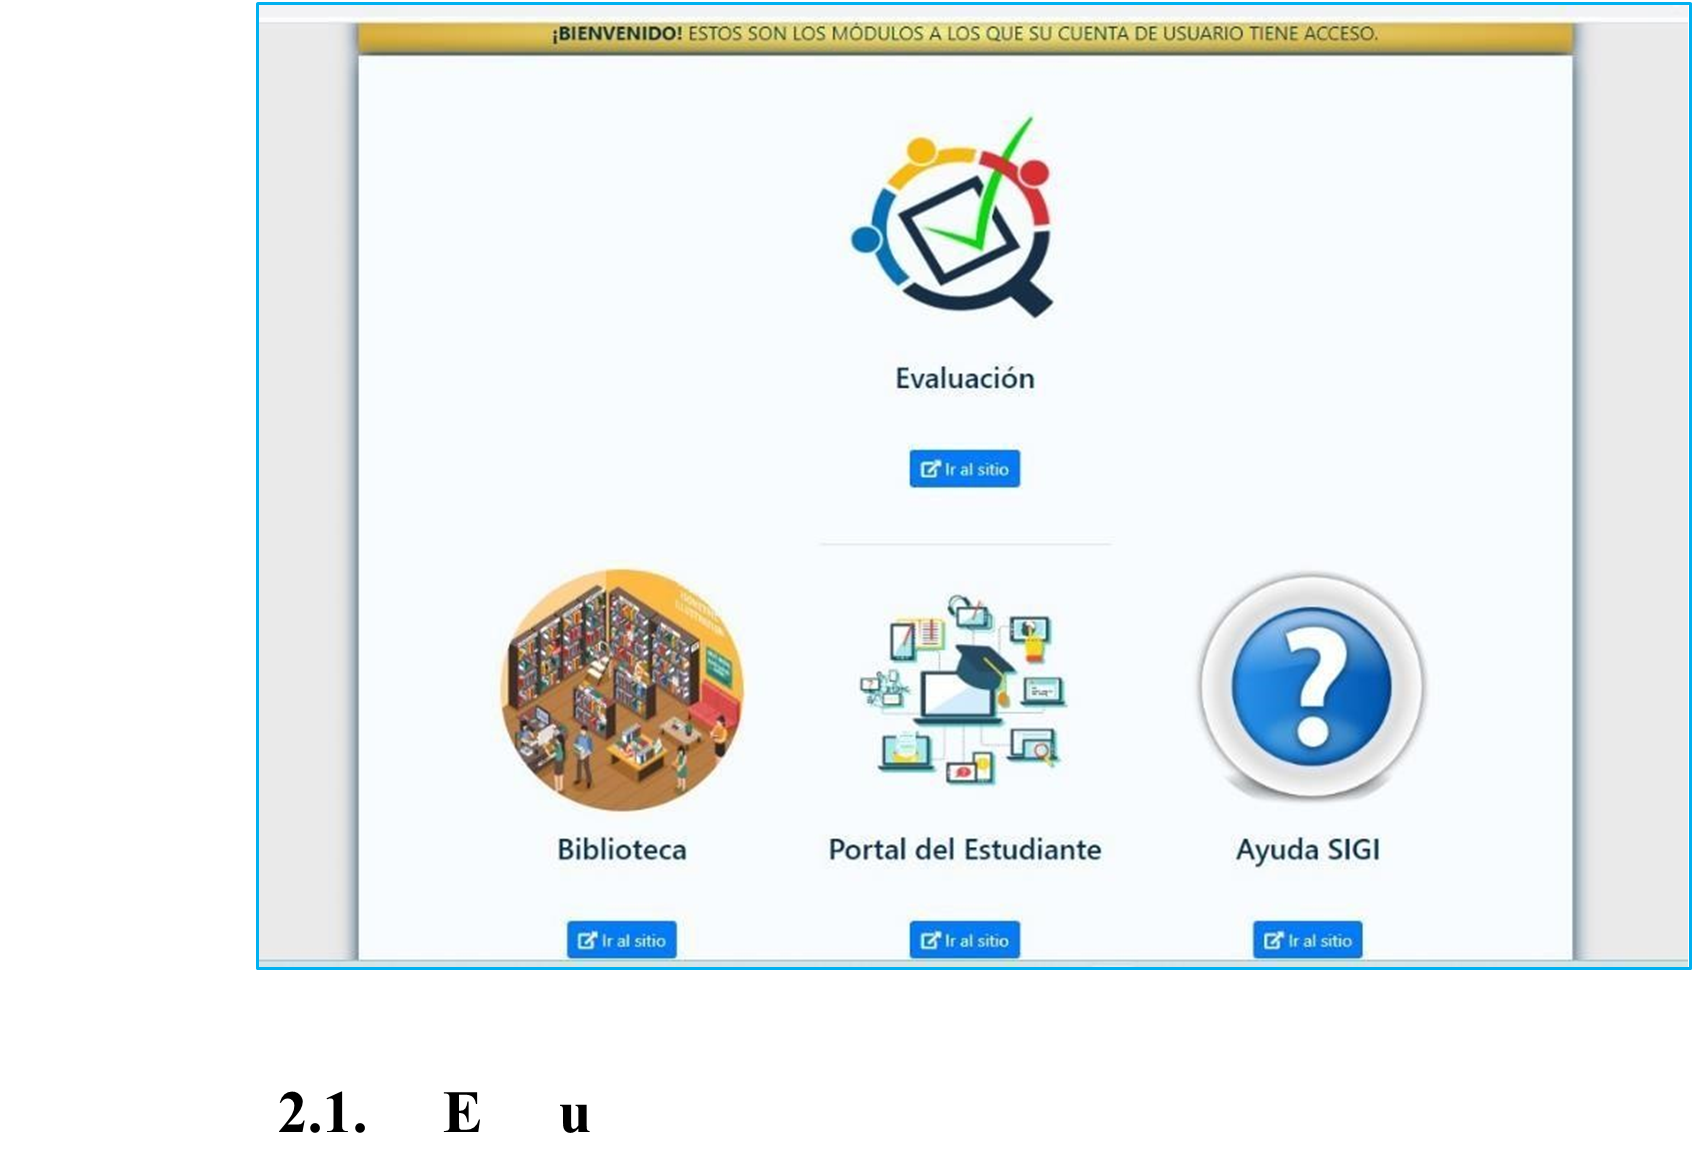 ¡BIENVENIDO! ESTOS SON LOS MÓDULOS A LOS QUE SU CUENTA DE USUARIO TIENE ACCESO.
Evaluación
Ir al sitio
Biblioteca
Portal del Estudiante
Ayuda SIGI
Ir al sitio
Ir al sitio
Ir al sitio
2.1. E u